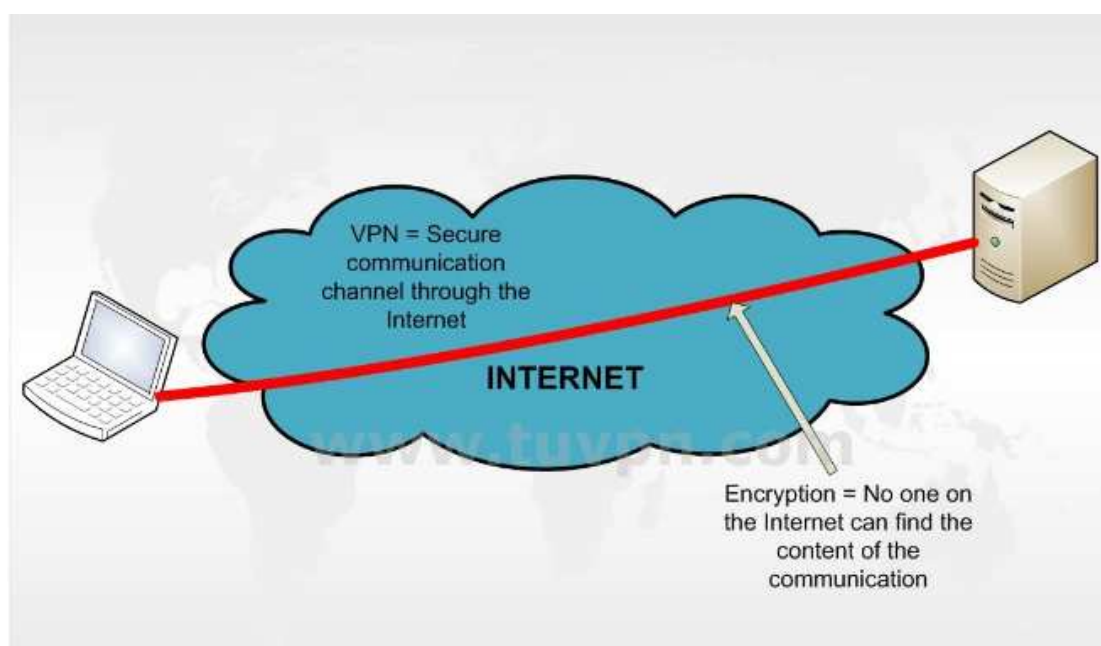 VPN = Secure
communication
channel through the
Internet
INTERNET
www.tuvpn.com
Encryption = No one on
the Internet can find the
content of the
communication